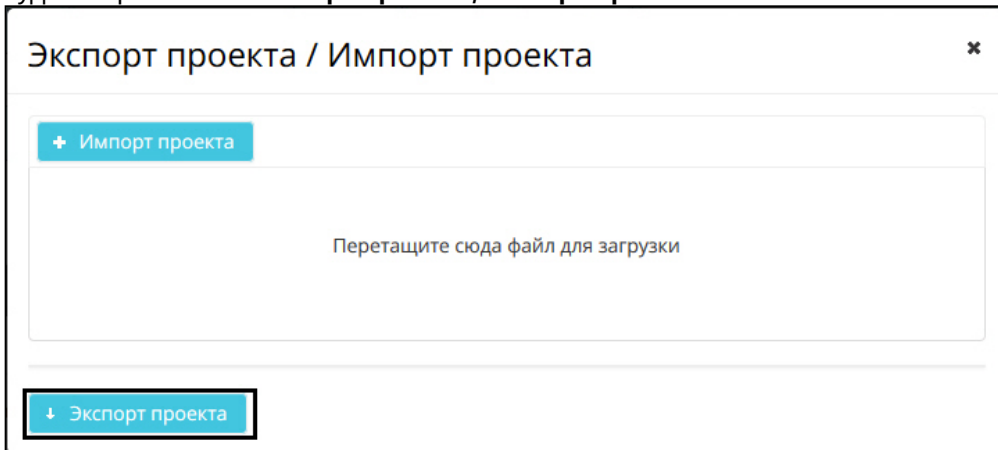 Экспорт проекта / Импорт проекта
Импорт проекта
Перетащите сюда файл для загрузки
Экспорт проекта